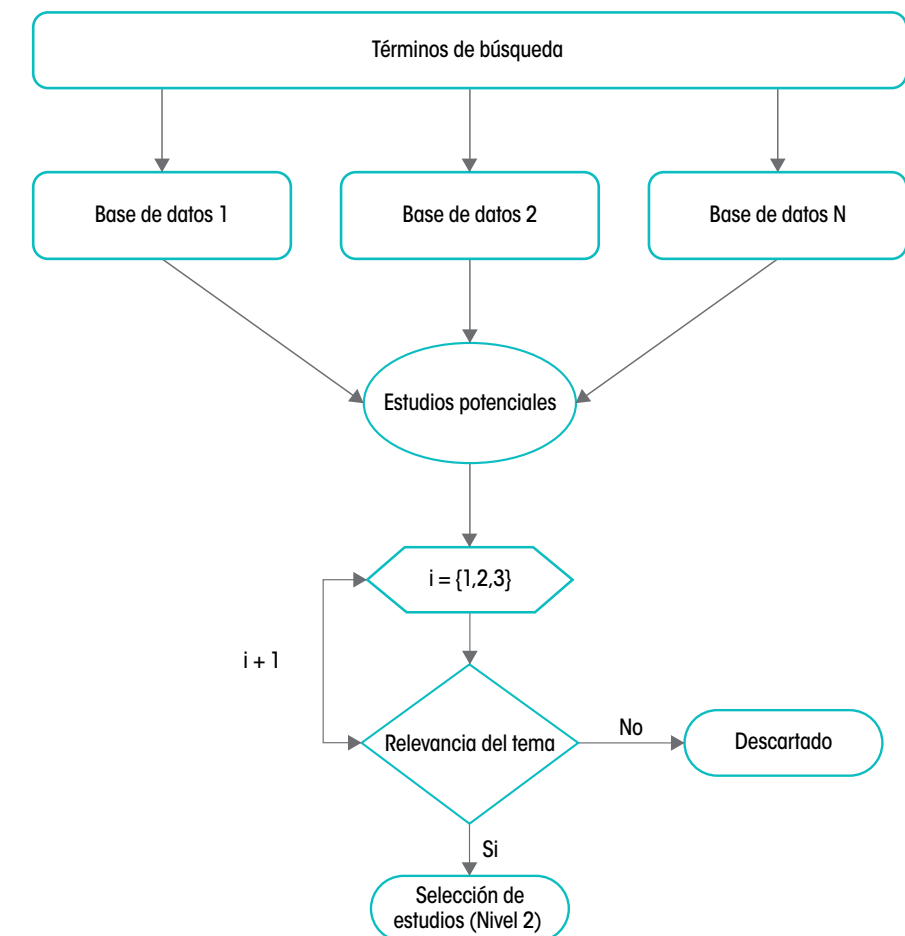 Términos de búsqueda
Base de datos 1
Base de datos 2
Base de datos N
Estudios potenciales
i = {1,2,3}
i + 1
Relevancia del tema
No
Descartado
Si
Selección de
estudios (Nivel 2)